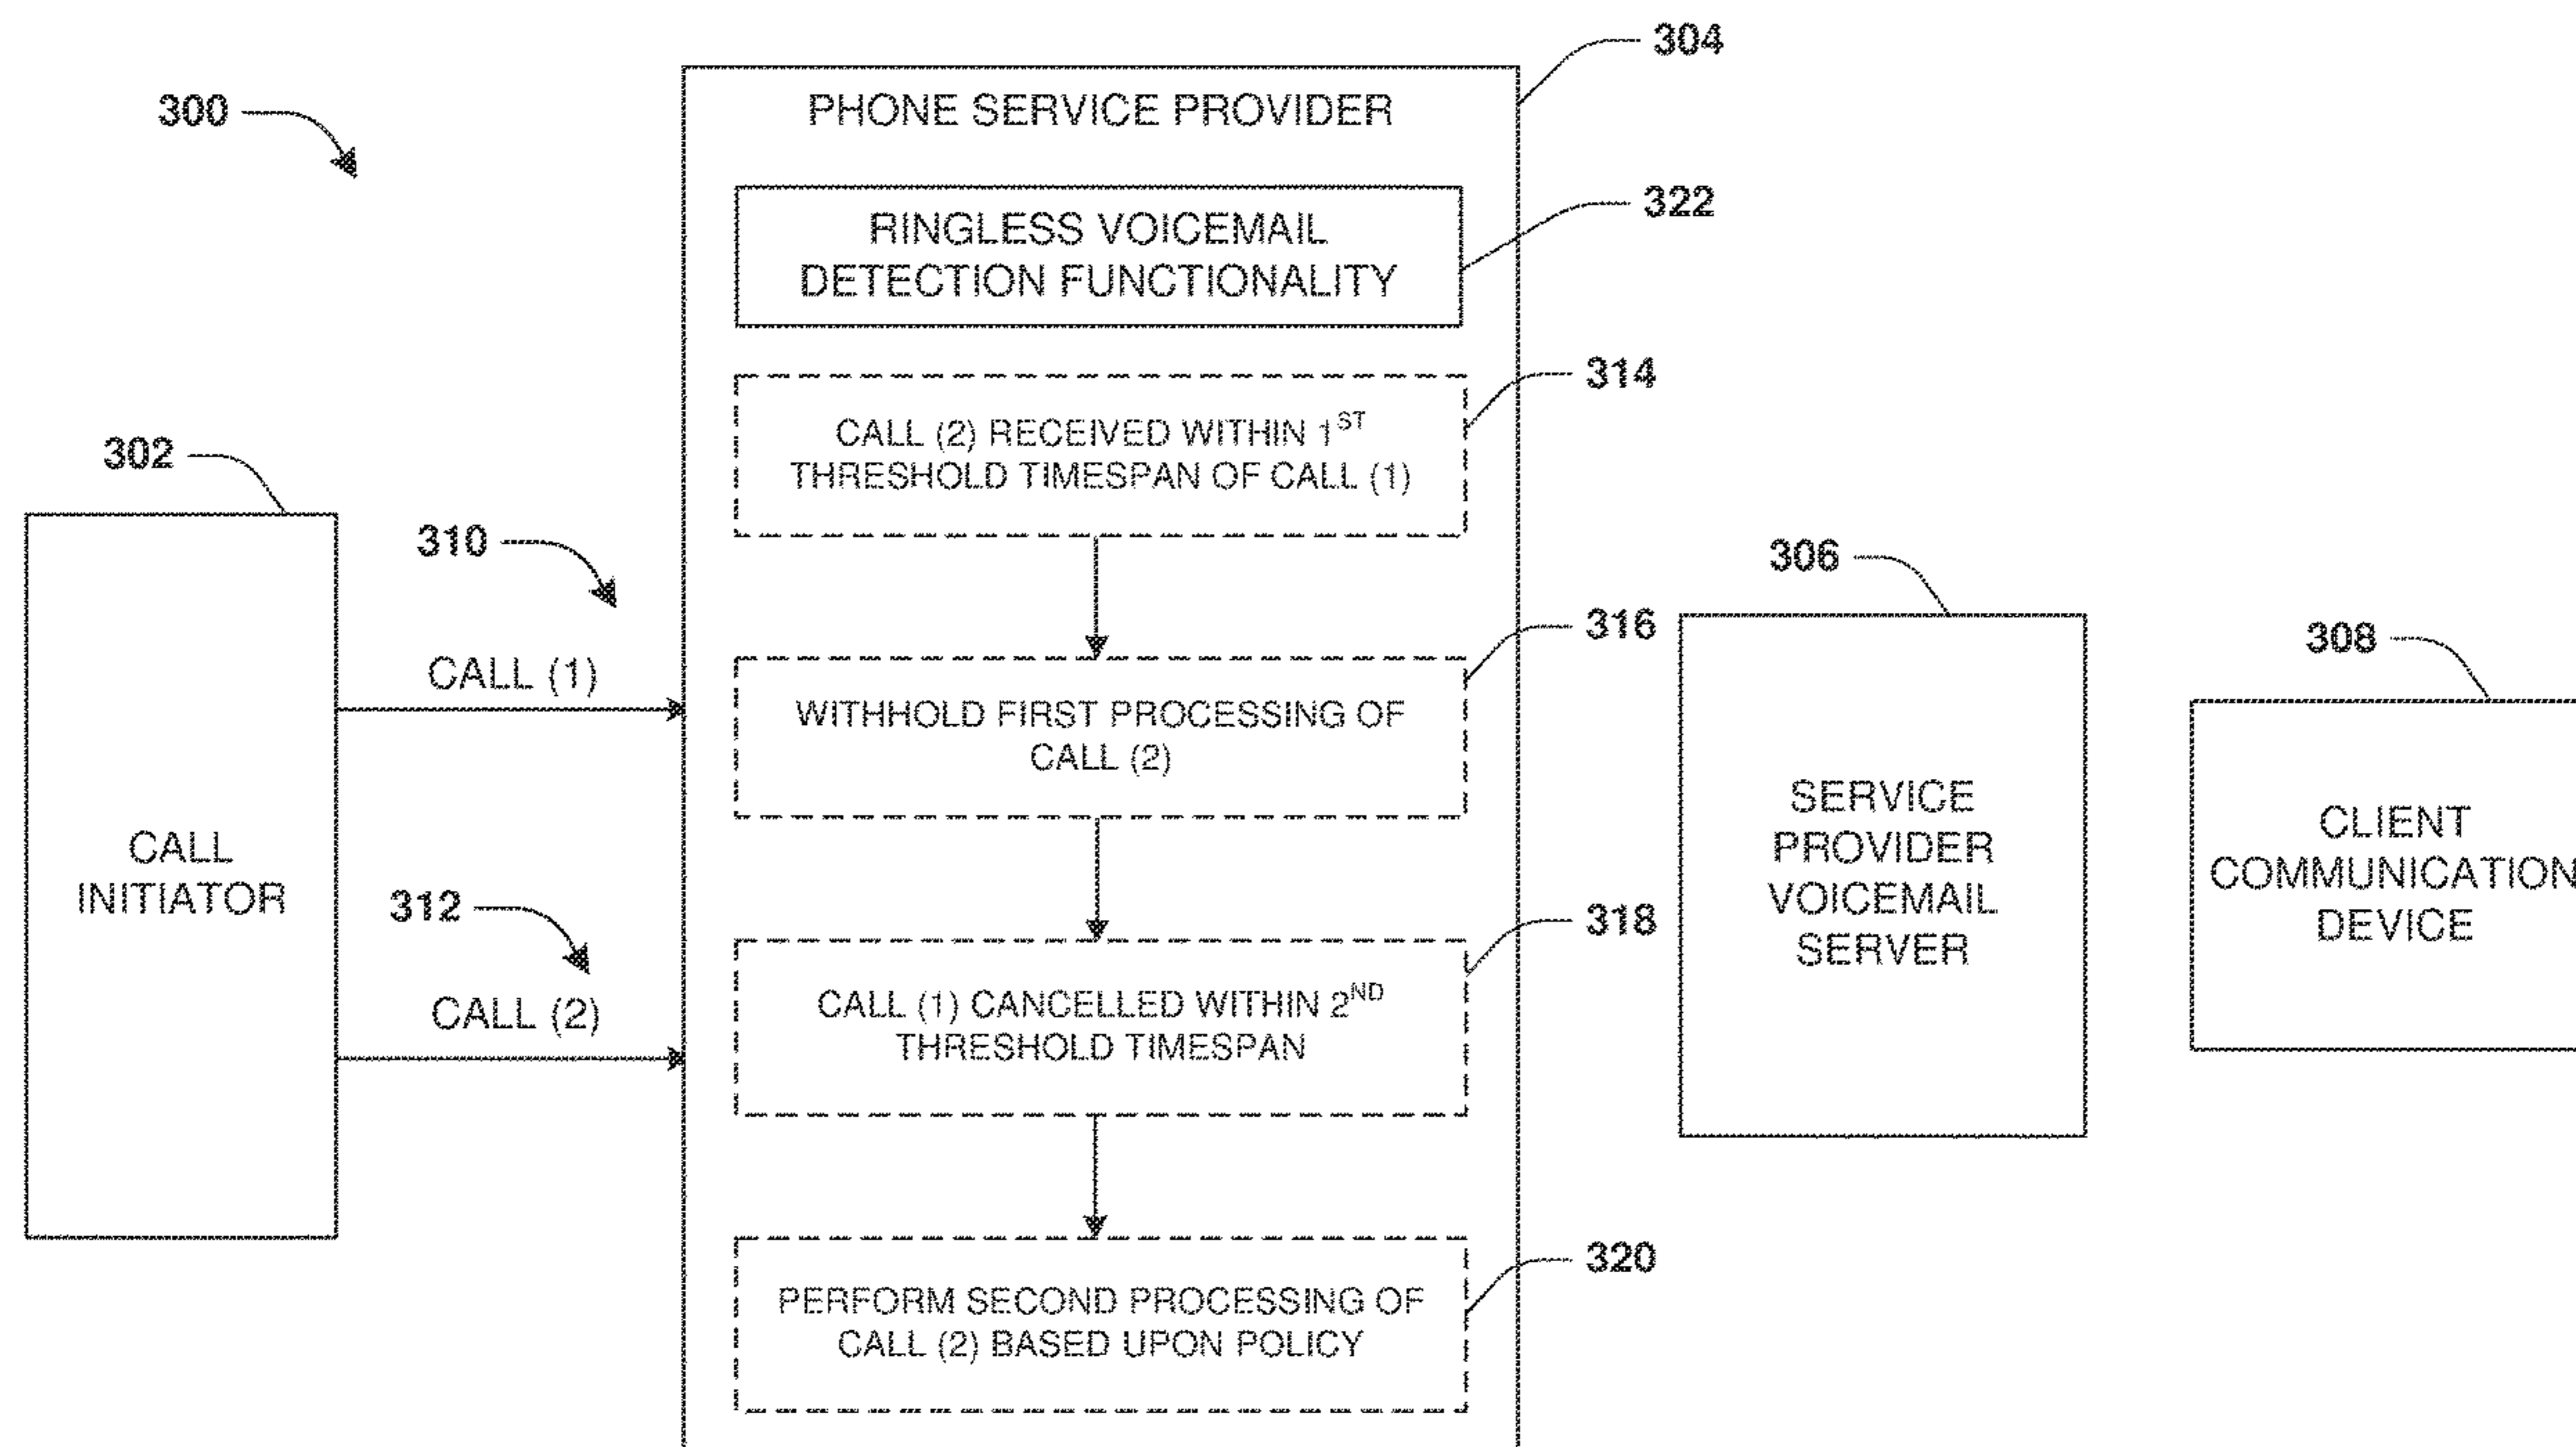 304
300
PHONE SERVICE PROVIDER
322
RINGLESS VOICEMAIL
DETECTION FUNCTIONALITY
314
CALL (2) RECEIVED WITHIN 1ST
THRESHOLD TIMESPAN OF CALL (1)
302
310
306
316
308
CALL (1)
WITHHOLD FIRST PROCESSING OF
CALL (2)
SERVICE
PROVIDER
VOICEMAIL
SERVER
CLIENT
COMMUNICATION
DEVICE
CALL
INITIATOR
312
318
CALL (2)
CALL (1) CANCELLED WITHIN 2ND
THRESHOLD TIMESPAN
320
PERFORM SECOND PROCESSING OF
CALL (2) BASED UPON POLICY